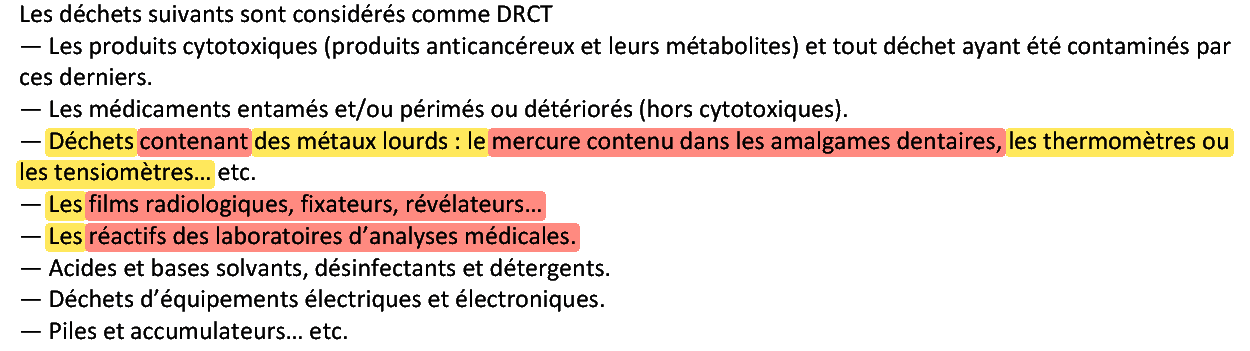 Les déchets suivants sont considérés comme DRCT
— Les produits cytotoxiques (produits anticancéreux et leurs métabolites) et tout déchet ayant été contaminés par
ces derniers.
— Les médicaments entamés et/ou périmés ou détériorés (hors cytotoxiques).
— Déchets contenant des métaux lourds : le mercure contenu dans les amalgames dentaires, les thermomètres ou
les tensiomètres… etc.
— Les films radiologiques, fixateurs, révélateurs…
— Les réactifs des laboratoires d’analyses médicales.
— Acides et bases solvants, désinfectants et détergents.
— Déchets d’équipements électriques et électroniques.
— Piles et accumulateurs… etc.